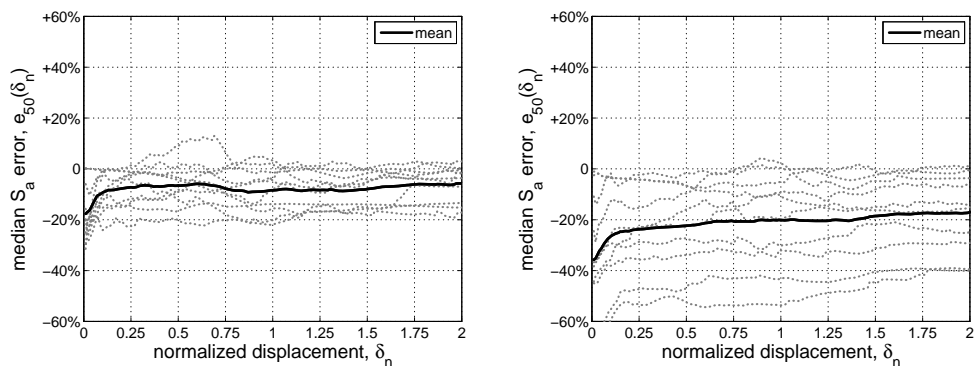 +60%
+40%
+20%
0
−20%
−40%
−60%
median S_a error, e_50(δ_n)
mean
0 0.25 0.5 0.75 1 1.25 1.5 1.75 2
normalized displacement, δ_n
+60%
+40%
+20%
0
−20%
−40%
−60%
median S_a error, e_50(δ_n)
mean
0 0.25 0.5 0.75 1 1.25 1.5 1.75 2
normalized displacement, δ_n